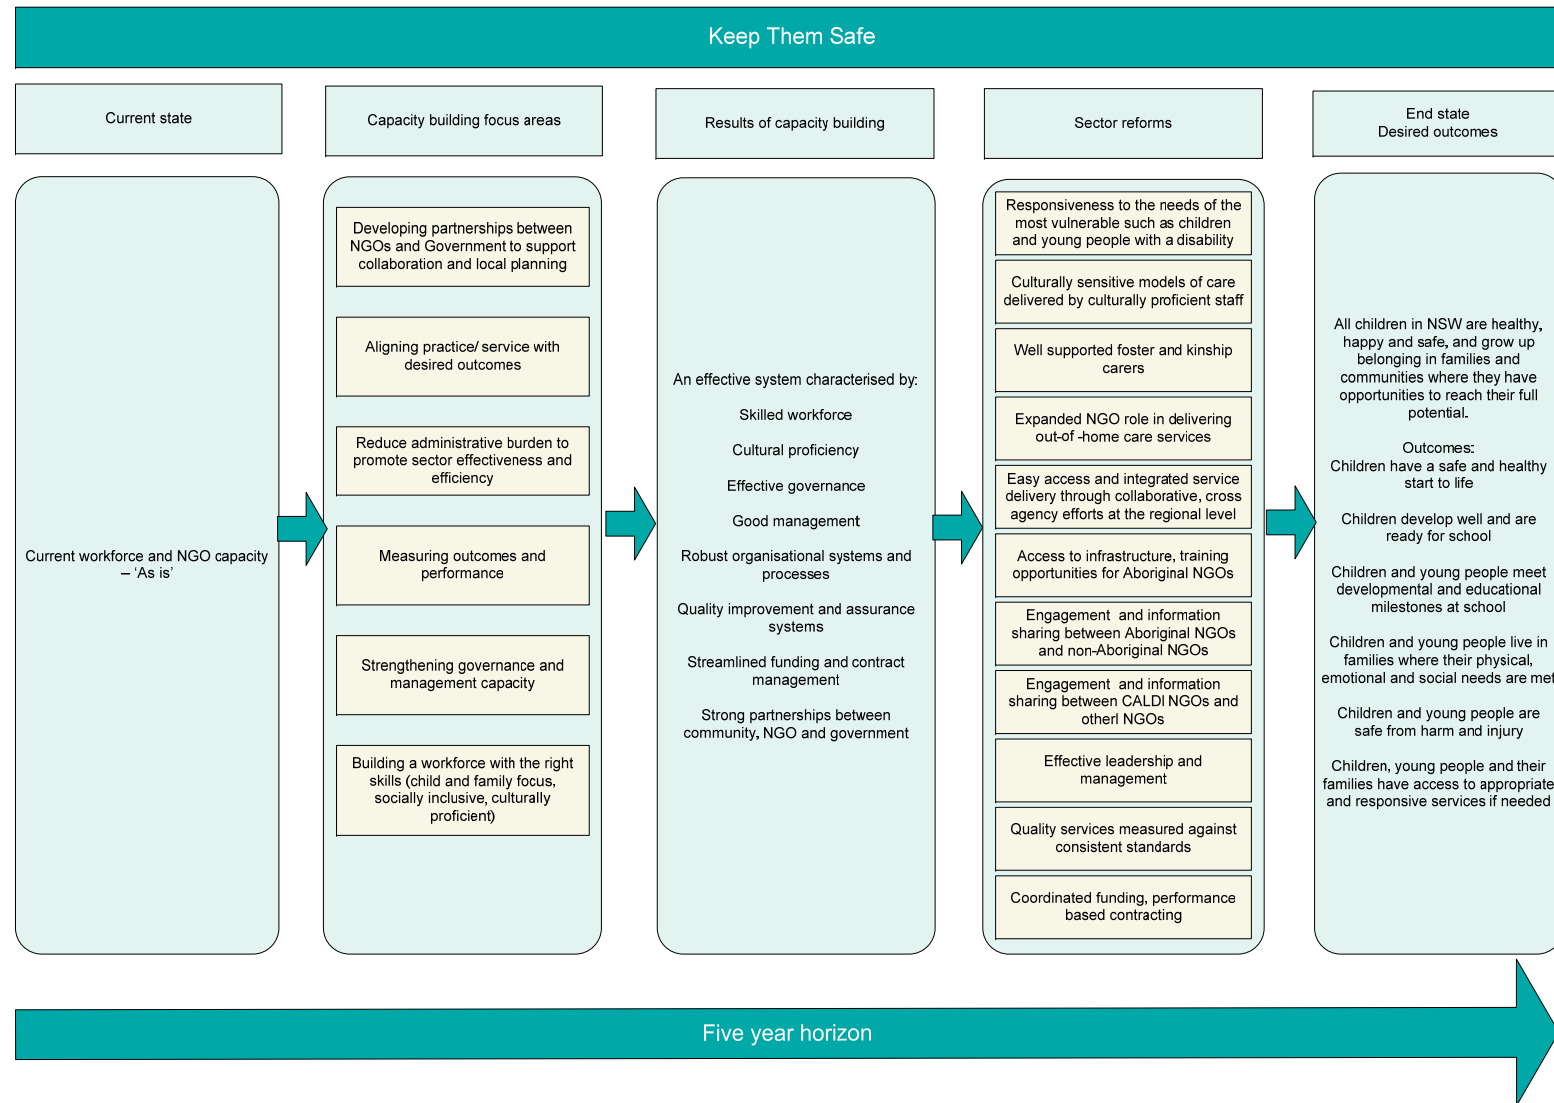 Keep Them Safe
Current state
Capacity building focus areas
Results of capacity building
Sector reforms
End state
Desired outcomes
Current workforce and NGO capacity
– ‘As is’
Developing partnerships between
NGOs and Government to support
collaboration and local planning
Aligning practice/ service with
desired outcomes
Reduce administrative burden to
promote sector effectiveness and
efficiency
Measuring outcomes and
performance
Strengthening governance and
management capacity
Building a workforce with the right
skills (child and family focus,
socially inclusive, culturally
proficient)
An effective system characterised by:
Skilled workforce
Cultural proficiency
Effective governance
Good management
Robust organisational systems and
processes
Quality improvement and assurance
systems
Streamlined funding and contract
management
Strong partnerships between
community, NGO and government
Responsiveness to the needs of the
most vulnerable such as children
and young people with a disability
Culturally sensitive models of care
delivered by culturally proficient staff
Well supported foster and kinship
carers
Expanded NGO role in delivering
out-of -home care services
Easy access and integrated service
delivery through collaborative, cross
agency efforts at the regional level
Access to infrastructure, training
opportunities for Aboriginal NGOs
Engagement  and information
sharing between Aboriginal NGOs
and non-Aboriginal NGOs
Engagement  and information
sharing between CALDI NGOs and
otherl NGOs
Effective leadership and
management
Quality services measured against
consistent standards
Coordinated funding, performance
based contracting
All children in NSW are healthy,
happy and safe, and grow up
belonging in families and
communities where they have
opportunities to reach their full
potential.
Outcomes:
Children have a safe and healthy
start to life
Children develop well and are
ready for school
Children and young people meet
developmental and educational
milestones at school
Children and young people live in
families where their physical,
emotional and social needs are met
Children and young people are
safe from harm and injury
Children, young people and their
families have access to appropriate
and responsive services if needed
Five year horizon